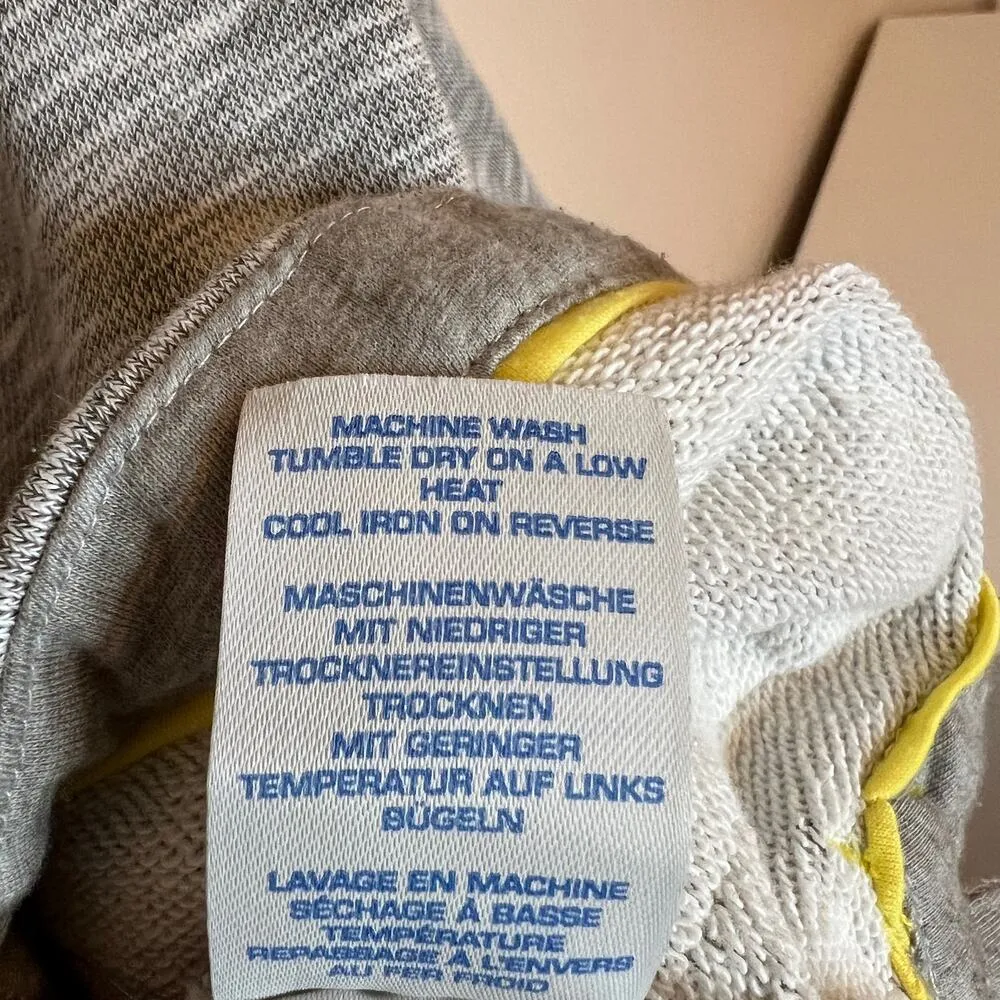 MACHINE WASH
TUMBLE DRY ON A LOW
HEAT
COOL IRON ON REVERSE
MASCHINENWÄSCHE
MIT NIEDRIGER
TROCKNEREINSTELLUNG
TROCKNEN
MIT GERINGER
TEMPERATUR AUF LINKS
BÜGELN
LAVAGE EN MACHINE
SÉCHAGE À BASSE
TEMPÉRATURE
REPASSAGE A L'ENVERS
AU FER FROID